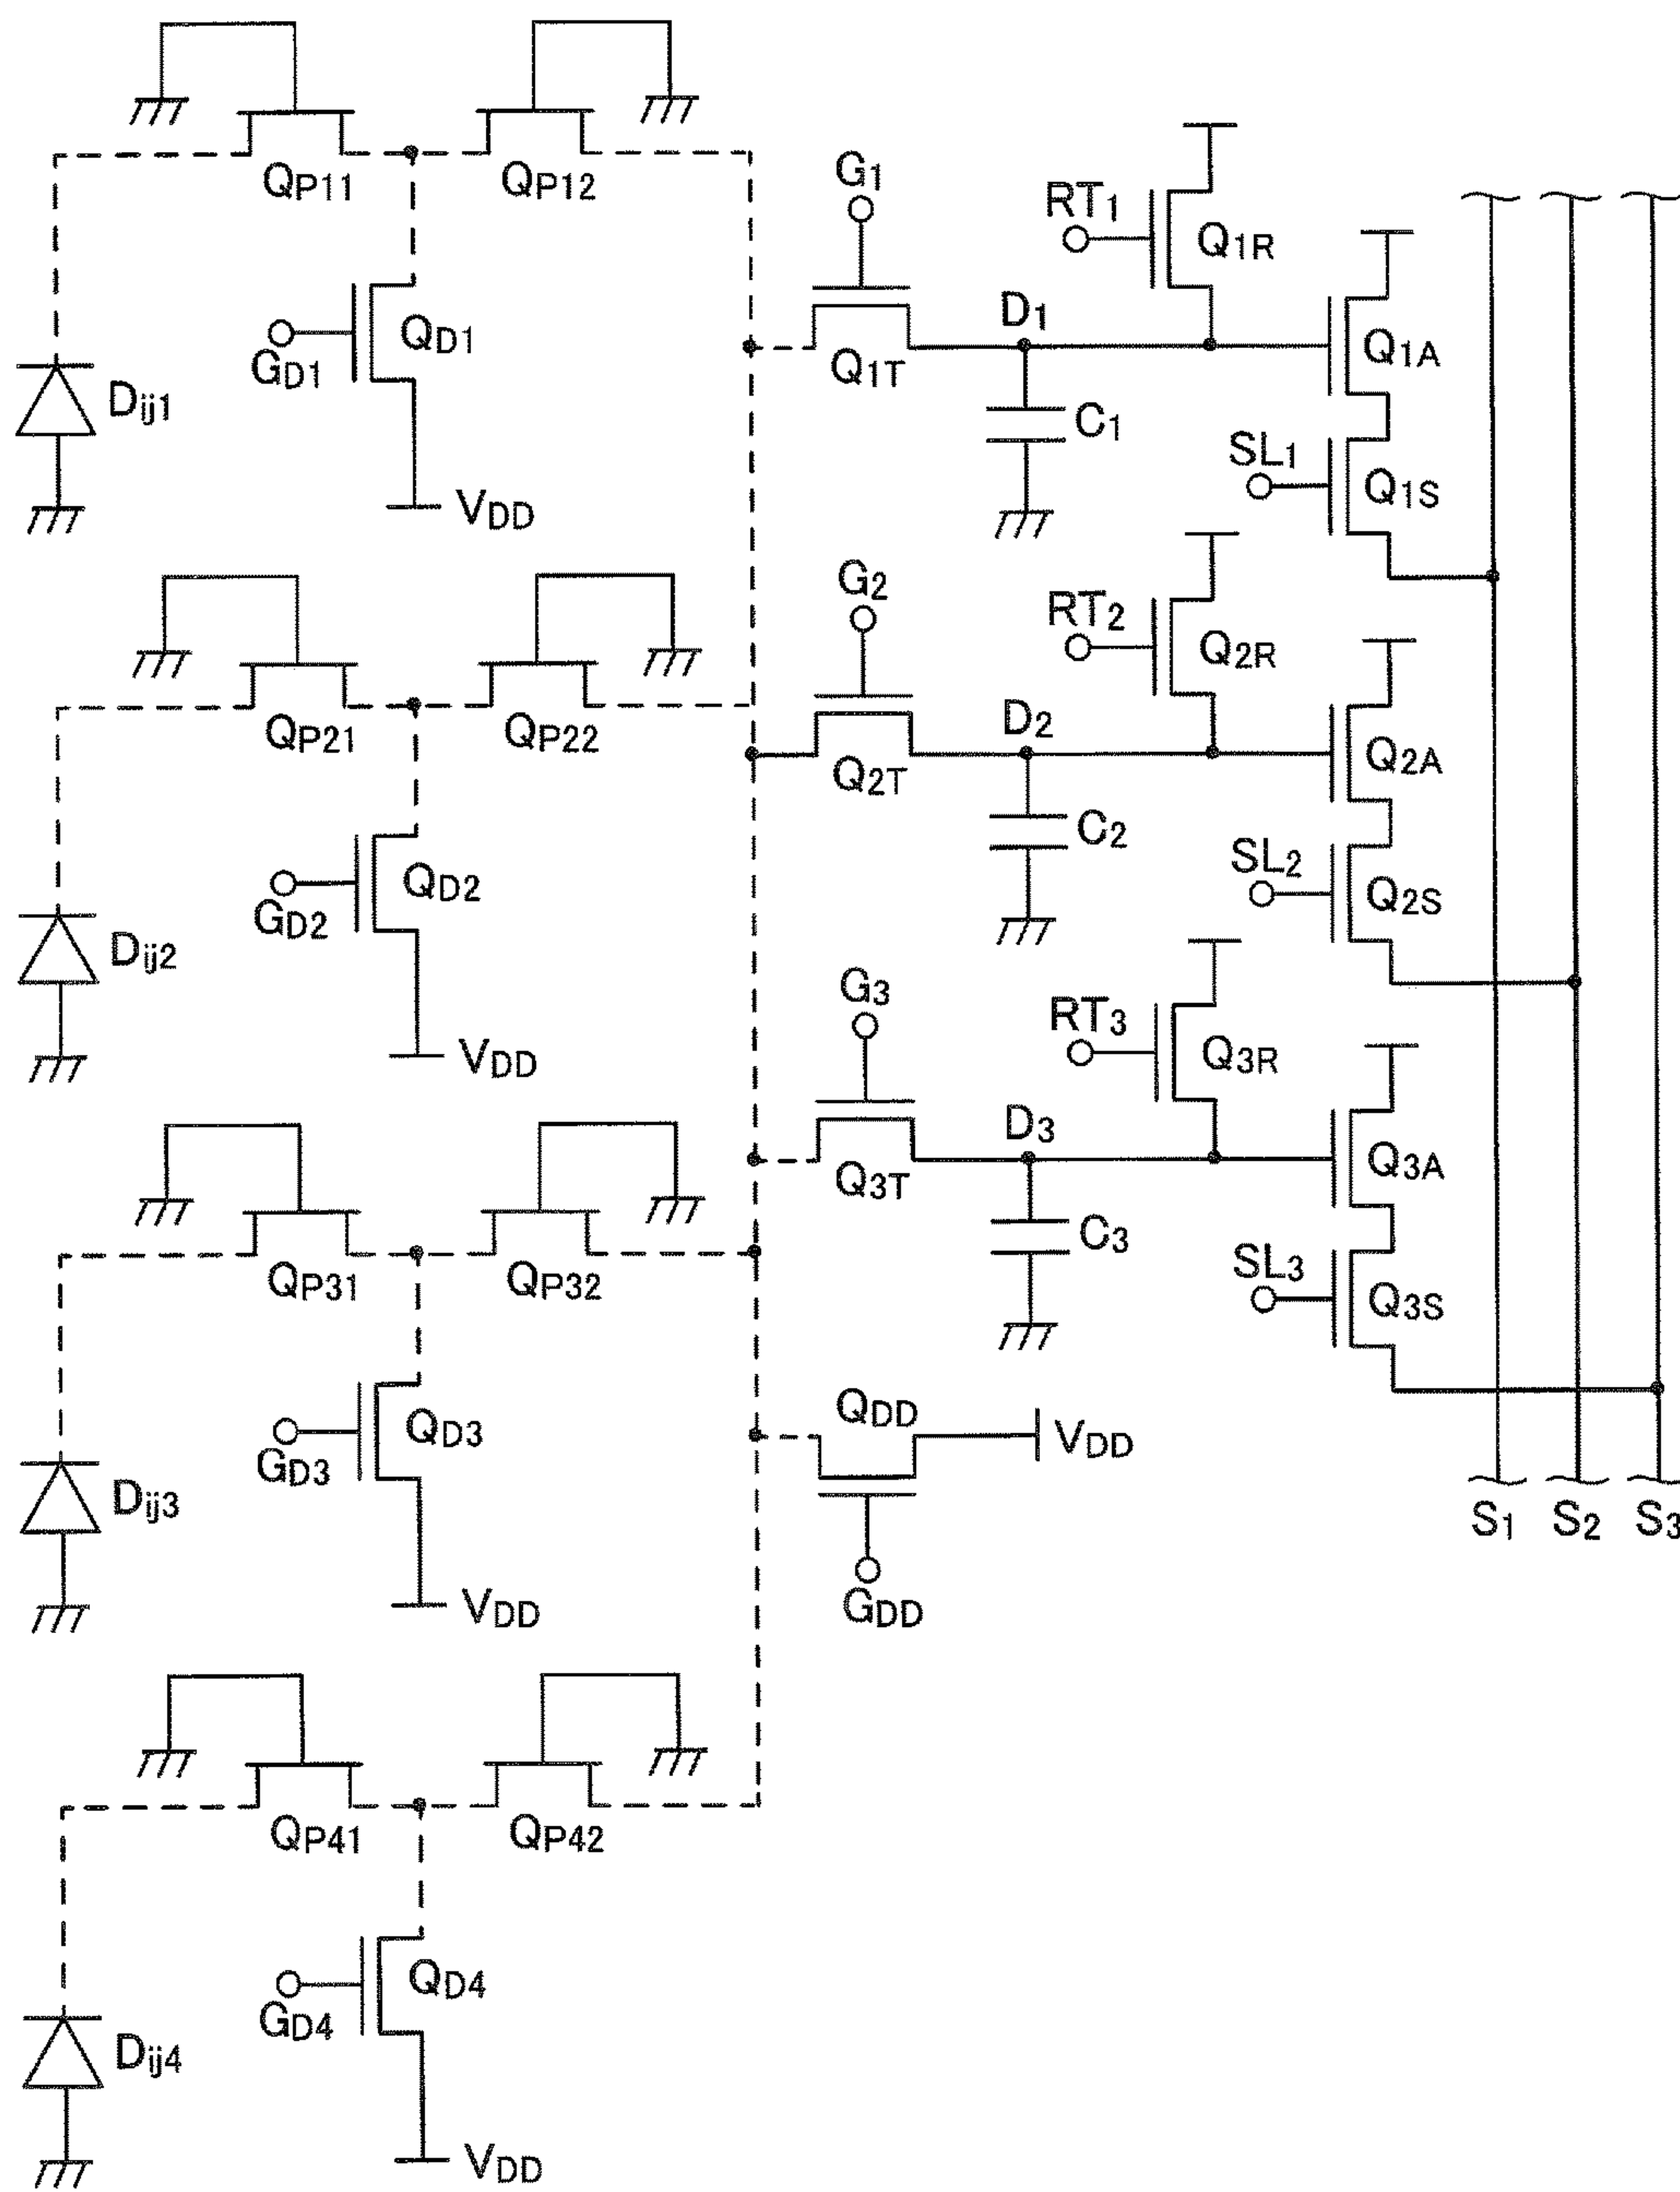 QP11
QP12
G1
RT1
Q1R
D1
Q1A
QD1
GD1
Q1T
Dij1
C1
SL1
Q1S
VDD
G2
RT2
Q2R
QP21
QP22
D2
Q2A
Q2T
C2
SL2
QD2
Q2S
GD2
Dij2
G3
RT3
Q3R
VDD
D3
Q3A
Q3T
C3
SL3
QP31
QP32
Q3S
QDD
QD3
VDD
GD3
Dij3
S1
S2
S3
VDD
GDD
QP41
QP42
QD4
GD4
Dij4
VDD